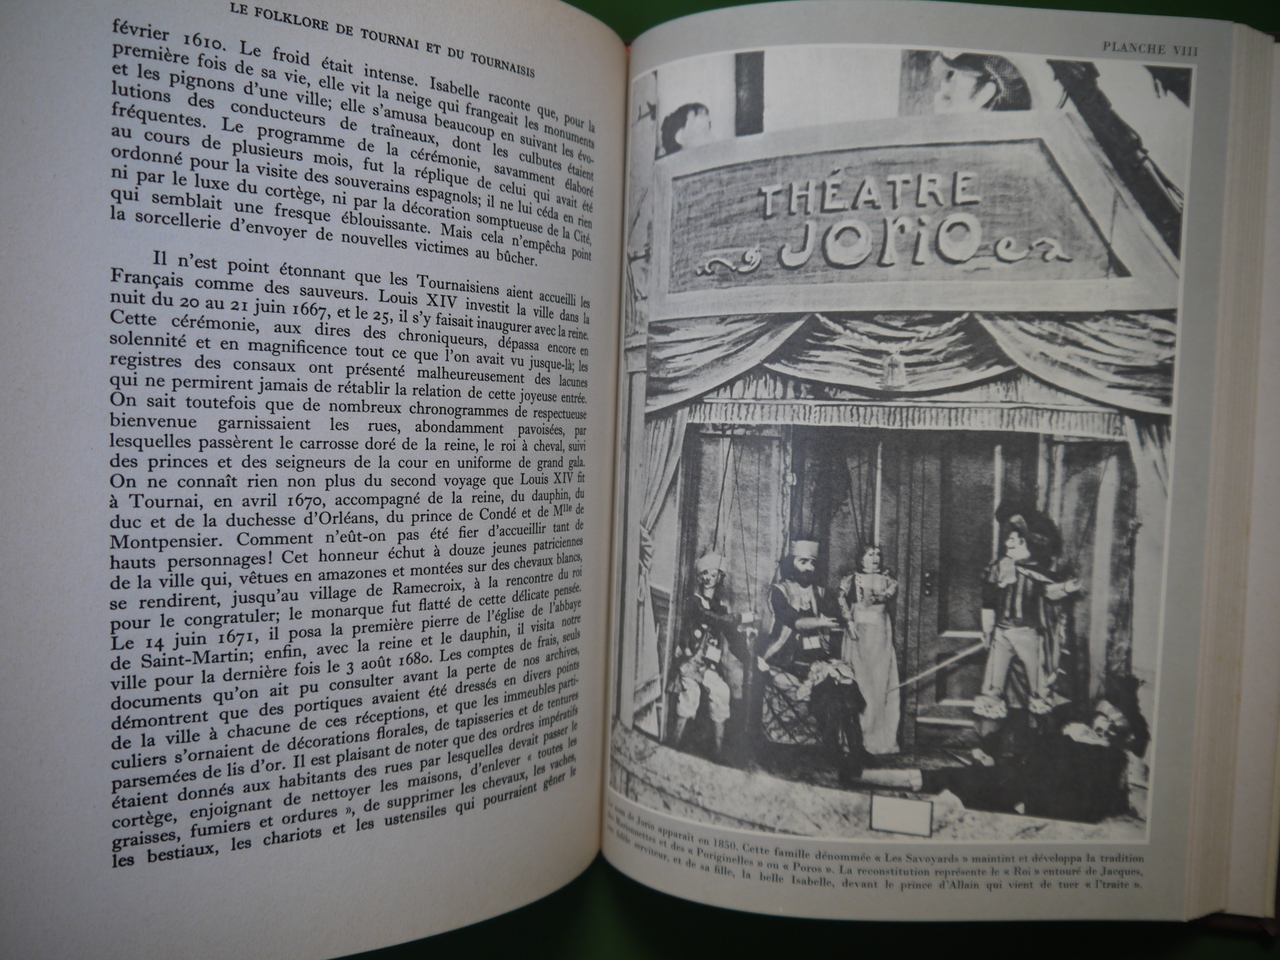 LE FOLKLORE DE TOURNAI ET DU TOURNAISIS
février 1610. Le froid était intense. Isabelle raconte que, pour la
première fois de sa vie, elle vit la neige qui frangeait les monuments
et les pignons d'une ville; elle s'amusa beaucoup en suivant les évo-
lutions des conducteurs de traîneaux, dont les culbutes étaient
fréquentes. Le programme de la cérémonie, savamment élaboré
au cours de plusieurs mois, fut la réplique de celui qui avait été
ordonné pour la visite des souverains espagnols; il ne lui céda en rien
ni par le luxe du cortège, ni par la décoration somptueuse de la Cité,
qui semblait une fresque éblouissante. Mais cela n'empêcha point
la sorcellerie d'envoyer de nouvelles victimes au bûcher.
Il n'est point étonnant que les Tournaisiens aient accueilli les
Français comme des sauveurs. Louis XIV investit la ville dans la
nuit du 20 au 21 juin 1667, et le 25, il s'y faisait inaugurer avec la reine.
Cette cérémonie, aux dires des chroniqueurs, dépassa encore en
solennité et en magnificence tout ce que l'on avait vu jusque-là; les
registres des consaux ont présenté malheureusement des lacunes
qui ne permirent jamais de rétablir la relation de cette joyeuse entrée.
On sait toutefois que de nombreux chronogrammes de respectueuse
bienvenue garnissaient les rues, abondamment pavoisées, par
lesquelles passèrent le carrosse doré de la reine, le roi à cheval, suivi
des princes et des seigneurs de la cour en uniforme de grand gala.
On ne connaît rien non plus du second voyage que Louis XIV fit
à Tournai, en avril 1670, accompagné de la reine, du dauphin, du
duc et de la duchesse d'Orléans, du prince de Condé et de Mlle de
Montpensier. Comment n'eût-on pas été fier d'accueillir tant de
hauts personnages! Cet honneur échut à douze jeunes patriciennes
de la ville qui, vêtues en amazones et montées sur des chevaux blancs,
se rendirent, jusqu'au village de Ramecroix, à la rencontre du roi
pour le congratuler; le monarque fut flatté de cette délicate pensée.
Le 14 juin 1671, il posa la première pierre de l'église de l'abbaye
de Saint-Martin; enfin, avec la reine et le dauphin, il visita notre
ville pour la dernière fois le 3 août 1680. Les comptes de frais, seuls
documents qu'on ait pu consulter avant la perte de nos archives,
démontrent que des portiques avaient été dressés en divers points
de la ville à chacune de ces réceptions, et que les immeubles parti-
culiers s'ornaient de décorations florales, de tapisseries et de tentures
parsemées de lis d'or. Il est plaisant de noter que des ordres impératifs
étaient donnés aux habitants des rues par lesquelles devait passer le
cortège, enjoignant de nettoyer les maisons, d'enlever « toutes les
graisses, fumiers et ordures », de supprimer les chevaux, les vaches,
les bestiaux, les chariots et les ustensiles qui pourraient gêner le
PLANCHE VIII
THÉATRE
JORIO
nom de Jorio apparaît en 1850. Cette famille dénommée « Les Savoyards » maintint et développa la tradition
des Marionnettes et des « Poriginelles » ou « Poros ». La reconstitution représente le « Roi » entouré de Jacques,
son fidèle serviteur, et de sa fille, la belle Isabelle, devant le prince d'Allain qui vient de tuer « l'traite ».